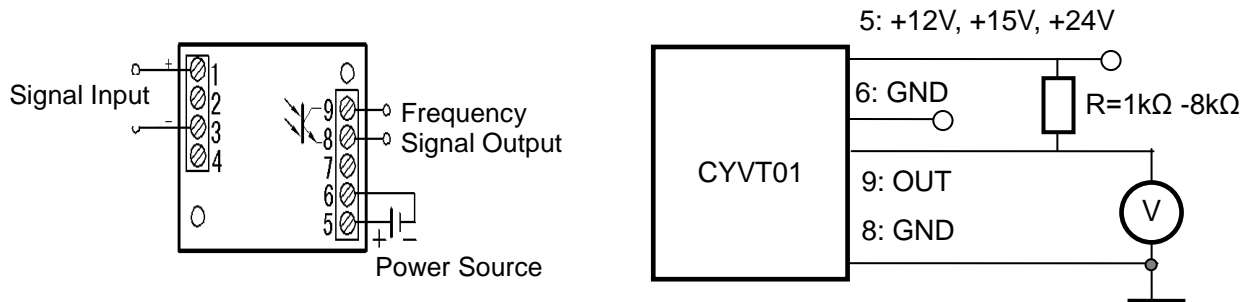 5: +12V, +15V, +24V
+
1
2
-
3
4
Signal Input
9
8
7
6
5
Frequency
Signal Output
+ -
Power Source
6: GND
R=1kΩ -8kΩ
CYVT01
9: OUT
V
8: GND